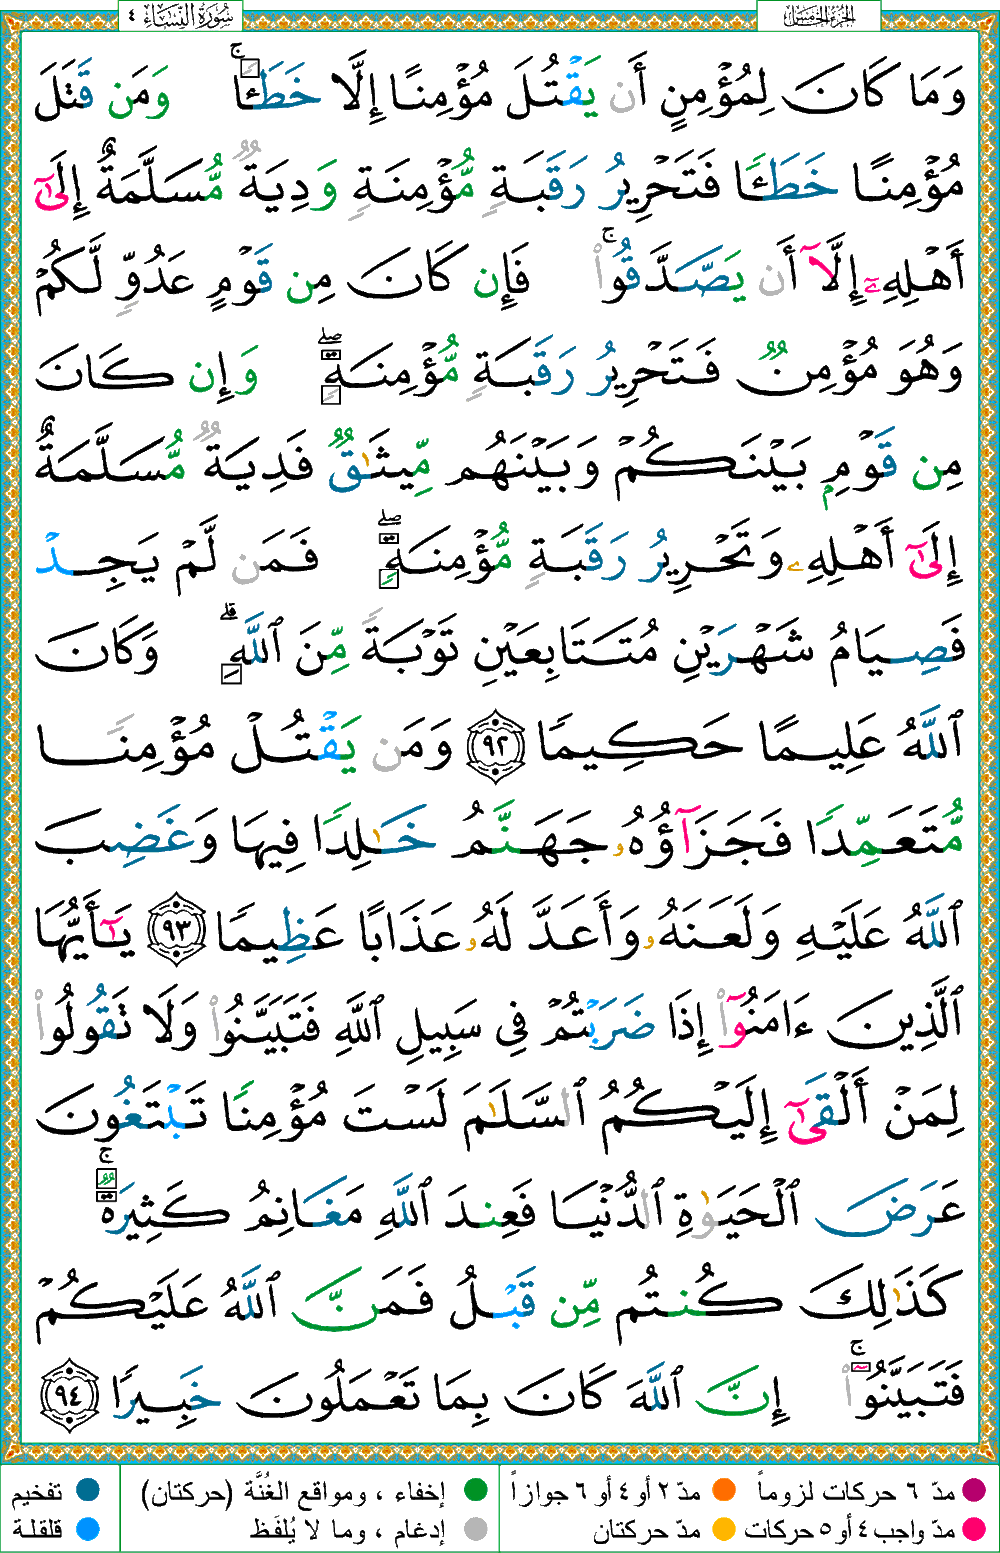 الجزء الخامس
سُورَةُ النِّسَاءِ ٤
وَمَا كَانَ لِمُؤْمِنٍ أَن يَقْتُلَ مُؤْمِنًا إِلَّا خَطَـًٔا ۚ وَمَن قَتَلَ
مُؤْمِنًا خَطَـًٔا فَتَحْرِيرُ رَقَبَةٍ مُّؤْمِنَةٍ وَدِيَةٌ مُّسَلَّمَةٌ إِلَىٰٓ
أَهْلِهِۦٓ إِلَّآ أَن يَصَّدَّقُوا۟ ۚ فَإِن كَانَ مِن قَوْمٍ عَدُوٍّ لَّكُمْ
وَهُوَ مُؤْمِنٌ فَتَحْرِيرُ رَقَبَةٍ مُّؤْمِنَةٍ ۖ وَإِن كَانَ
مِن قَوْمٍۭ بَيْنَكُمْ وَبَيْنَهُم مِّيثَـٰقٌ فَدِيَةٌ مُّسَلَّمَةٌ
إِلَىٰٓ أَهْلِهِۦ وَتَحْرِيرُ رَقَبَةٍ مُّؤْمِنَةٍ ۖ فَمَن لَّمْ يَجِدْ
فَصِيَامُ شَهْرَيْنِ مُتَتَابِعَيْنِ تَوْبَةً مِّنَ ٱللَّهِ ۗ وَكَانَ
ٱللَّهُ عَلِيمًا حَكِيمًا ٩٢ وَمَن يَقْتُلْ مُؤْمِنًا
مُّتَعَمِّدًا فَجَزَآؤُهُۥ جَهَنَّمُ خَـٰلِدًا فِيهَا وَغَضِبَ
ٱللَّهُ عَلَيْهِ وَلَعَنَهُۥ وَأَعَدَّ لَهُۥ عَذَابًا عَظِيمًا ٩٣ يَـٰٓأَيُّهَا
ٱلَّذِينَ ءَامَنُوٓا۟ إِذَا ضَرَبْتُمْ فِى سَبِيلِ ٱللَّهِ فَتَبَيَّنُوا۟ وَلَا تَقُولُوا۟
لِمَنْ أَلْقَىٰٓ إِلَيْكُمُ ٱلسَّلَـٰمَ لَسْتَ مُؤْمِنًا تَبْتَغُونَ
عَرَضَ ٱلْحَيَوٰةِ ٱلدُّنْيَا فَعِندَ ٱللَّهِ مَغَانِمُ كَثِيرَةٌ ۚ
كَذَٰلِكَ كُنتُم مِّن قَبْلُ فَمَنَّ ٱللَّهُ عَلَيْكُمْ
فَتَبَيَّنُوٓا۟ ۚ إِنَّ ٱللَّهَ كَانَ بِمَا تَعْمَلُونَ خَبِيرًا ٩٤
مدّ ٦ حركات لزوماً مدّ ٢ أو ٤ أو ٦ جوازاً إخفاء ، ومواقع الغُنَّة (حركتان) تفخيم
مدّ واجب ٤ أو ٥ حركات مدّ حركتان إدغام ، وما لا يُلفَظ قلقلة